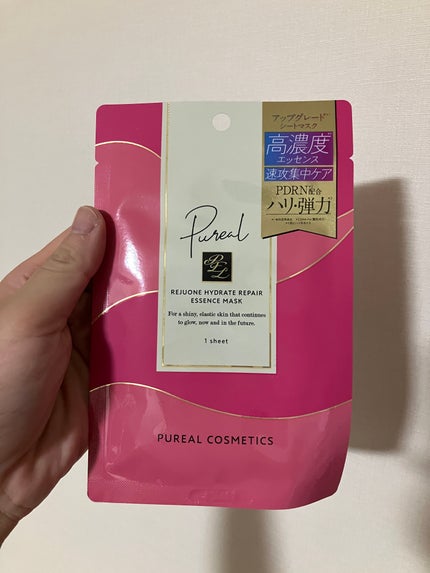 アップグレード
シートマスク
高濃度
エッセンス
速攻集中ケア
PDRN配合
ハリ・弾力
Pureal
REJUONE HYDRATE REPAIR
ESSENCE MASK
For a shiny, elastic skin that continues
to glow, now and in the future.
1 sheet
PUREAL COSMETICS